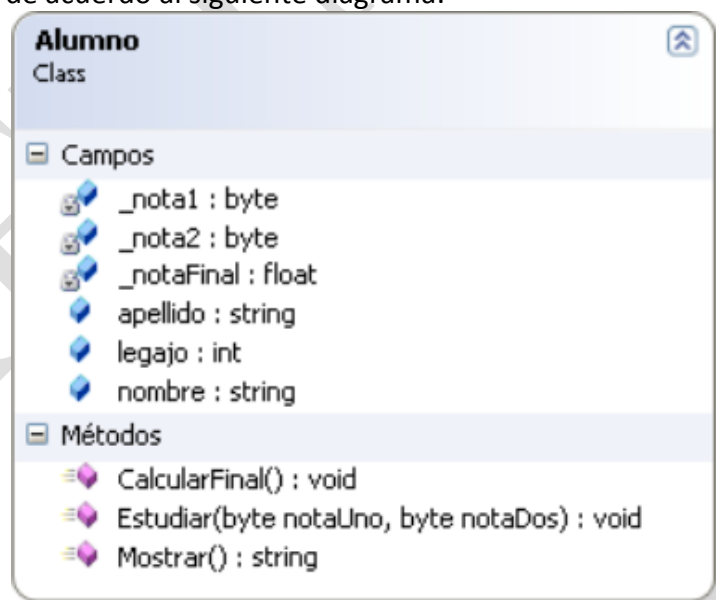 de acuerdo al siguiente diagrama:
Alumno
Class
Campos
_nota1 : byte
_nota2 : byte
_notaFinal : float
apellido : string
legajo : int
nombre : string
Métodos
CalcularFinal() : void
Estudiar(byte notaUno, byte notaDos) : void
Mostrar() : string